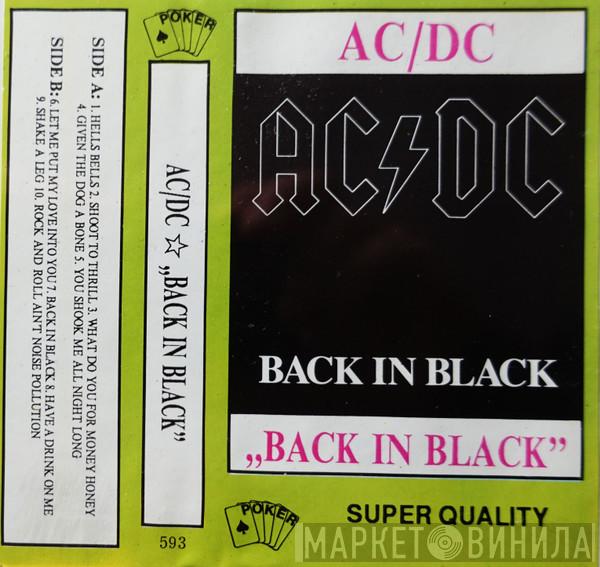 SIDE A: 1. HELLS BELLS 2. SHOOT TO THRILL 3. WHAT DO YOU FOR MONEY HONEY
4. GIVEN THE DOG A BONE 5. YOU SHOOK ME ALL NIGHT LONG
SIDE B: 6. LET ME PUT MY LOVE INTO YOU 7. BACK IN BLACK 8. HAVE A DRINK ON ME
9. SHAKE A LEG 10. ROCK AND ROLL AIN'T NOISE POLLUTION
POKER
AC/DC ☆ „BACK IN BLACK”
593
AC/DC
AC⚡DC
BACK IN BLACK
„BACK IN BLACK”
POKER
SUPER QUALITY
МАРКЕТ ВИНИЛА